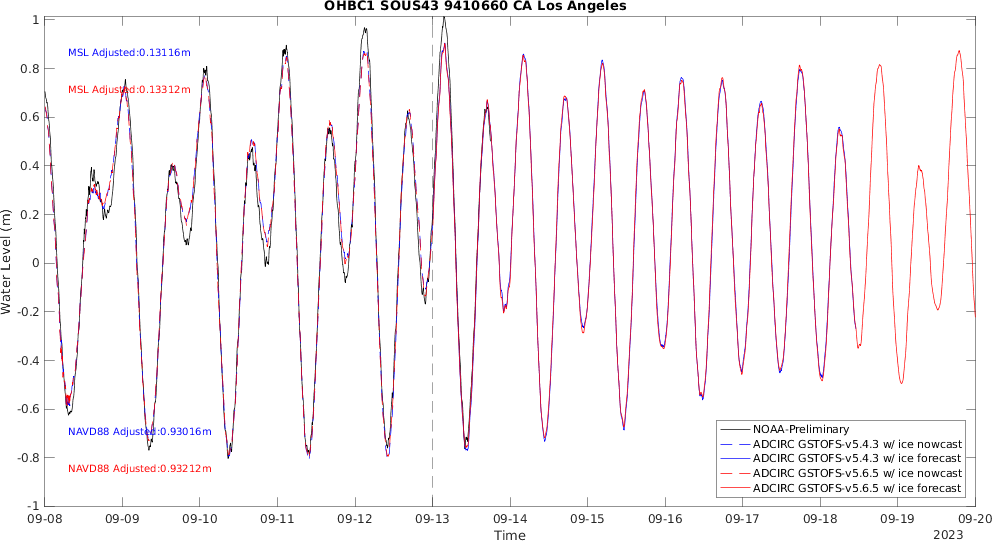 OHBC1 SOUS43 9410660 CA Los Angeles
MSL Adjusted:0.13116m
MSL Adjusted:0.13312m
NAVD88 Adjusted:0.93016m
NAVD88 Adjusted:0.93212m
Water Level (m)
1
0.8
0.6
0.4
0.2
0
-0.2
-0.4
-0.6
-0.8
-1
NOAA-Preliminary
ADCIRC GSTOFS-v5.4.3 w/ ice nowcast
ADCIRC GSTOFS-v5.4.3 w/ ice forecast
ADCIRC GSTOFS-v5.6.5 w/ ice nowcast
ADCIRC GSTOFS-v5.6.5 w/ ice forecast
09-08 09-09 09-10 09-11 09-12 09-13 09-14 09-15 09-16 09-17 09-18 09-19 09-20
Time
2023